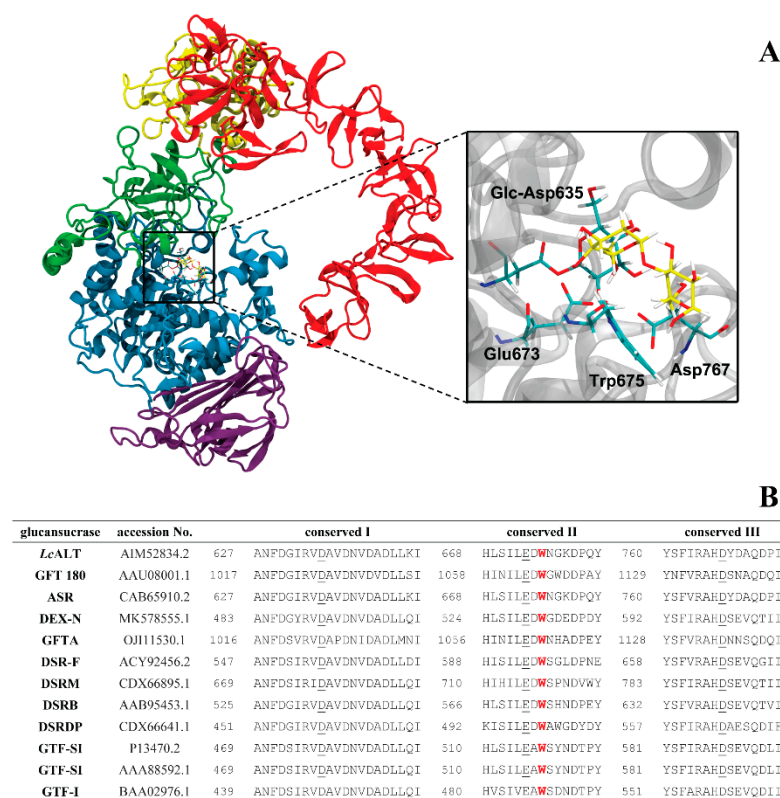 A
Glc-Asp635
Glu673
Trp675
Asp767
B
glucansucrase accession No. conserved I conserved II conserved III
LcALT AIM52834.2 627 ANFDGIRVDAVDNVDADLLKI 668 HLSILEDWNGKDPQY 760 YSFIRAHDYDAQDPI
GFT 180 AAU08001.1 1017 ANFDGIRVDAVDNVDVDLLSI 1058 HINILEDWGWDDPAY 1129 YNFVRAHDSNAQDQI
ASR CAB65910.2 627 ANFDGIRVDAVDNVDADLLKI 668 HLSILEDWNGKDPQY 760 YSFIRAHDYDAQDPI
DEX-N MK578555.1 483 ANFDGYRVDAVDNVDADLLQI 524 HLSILEDWGDEDPDY 592 YSFIRAHDSEVQTII
GFTA OJI11530.1 1016 ANFDSVRVDAPDNIDADLMNI 1056 HINILEDWNHADPEY 1128 YSFVRAHDNNSQDQI
DSR-F ACY92456.2 547 ANFDGIRVDAVDNVDADLLDI 588 HISILEDWSGLDPNE 658 YSFVRAHDSEVQGII
DSRM CDX66895.1 669 ANFDSIRIDAVDNVDADLLQI 710 HIHILEDWSPNDVWY 783 YSFIRAHDSEVQTII
DSRB AAB95453.1 525 ANFDGIRVDAVDNVDADLLQI 566 HLSILEDWSHNDPEY 632 YSFVRAHDSEVQTVI
DSRDP CDX66641.1 451 ANFDGIRVDAVDNVDADLLQI 492 KISILEDWAWGDYDY 557 YSFIRAHDAESQDIF
GTF-SI P13470.2 469 ANFDSIRVDAVDNVDADLLQI 510 HLSILEAWSYNDTPY 581 YSFIRAHDSEVQDLI
GTF-SI AAA88592.1 469 ANFDSIRVDAVDNVDADLLQI 510 HLSILEAWSYNDTPY 581 YSFIRAHDSEVQDLI
GTF-I BAA02976.1 439 ANFDSIRVDAVDNVDADLLQI 480 HVSIVEAWSDNDTPY 551 YSFARAHDSEVQDII